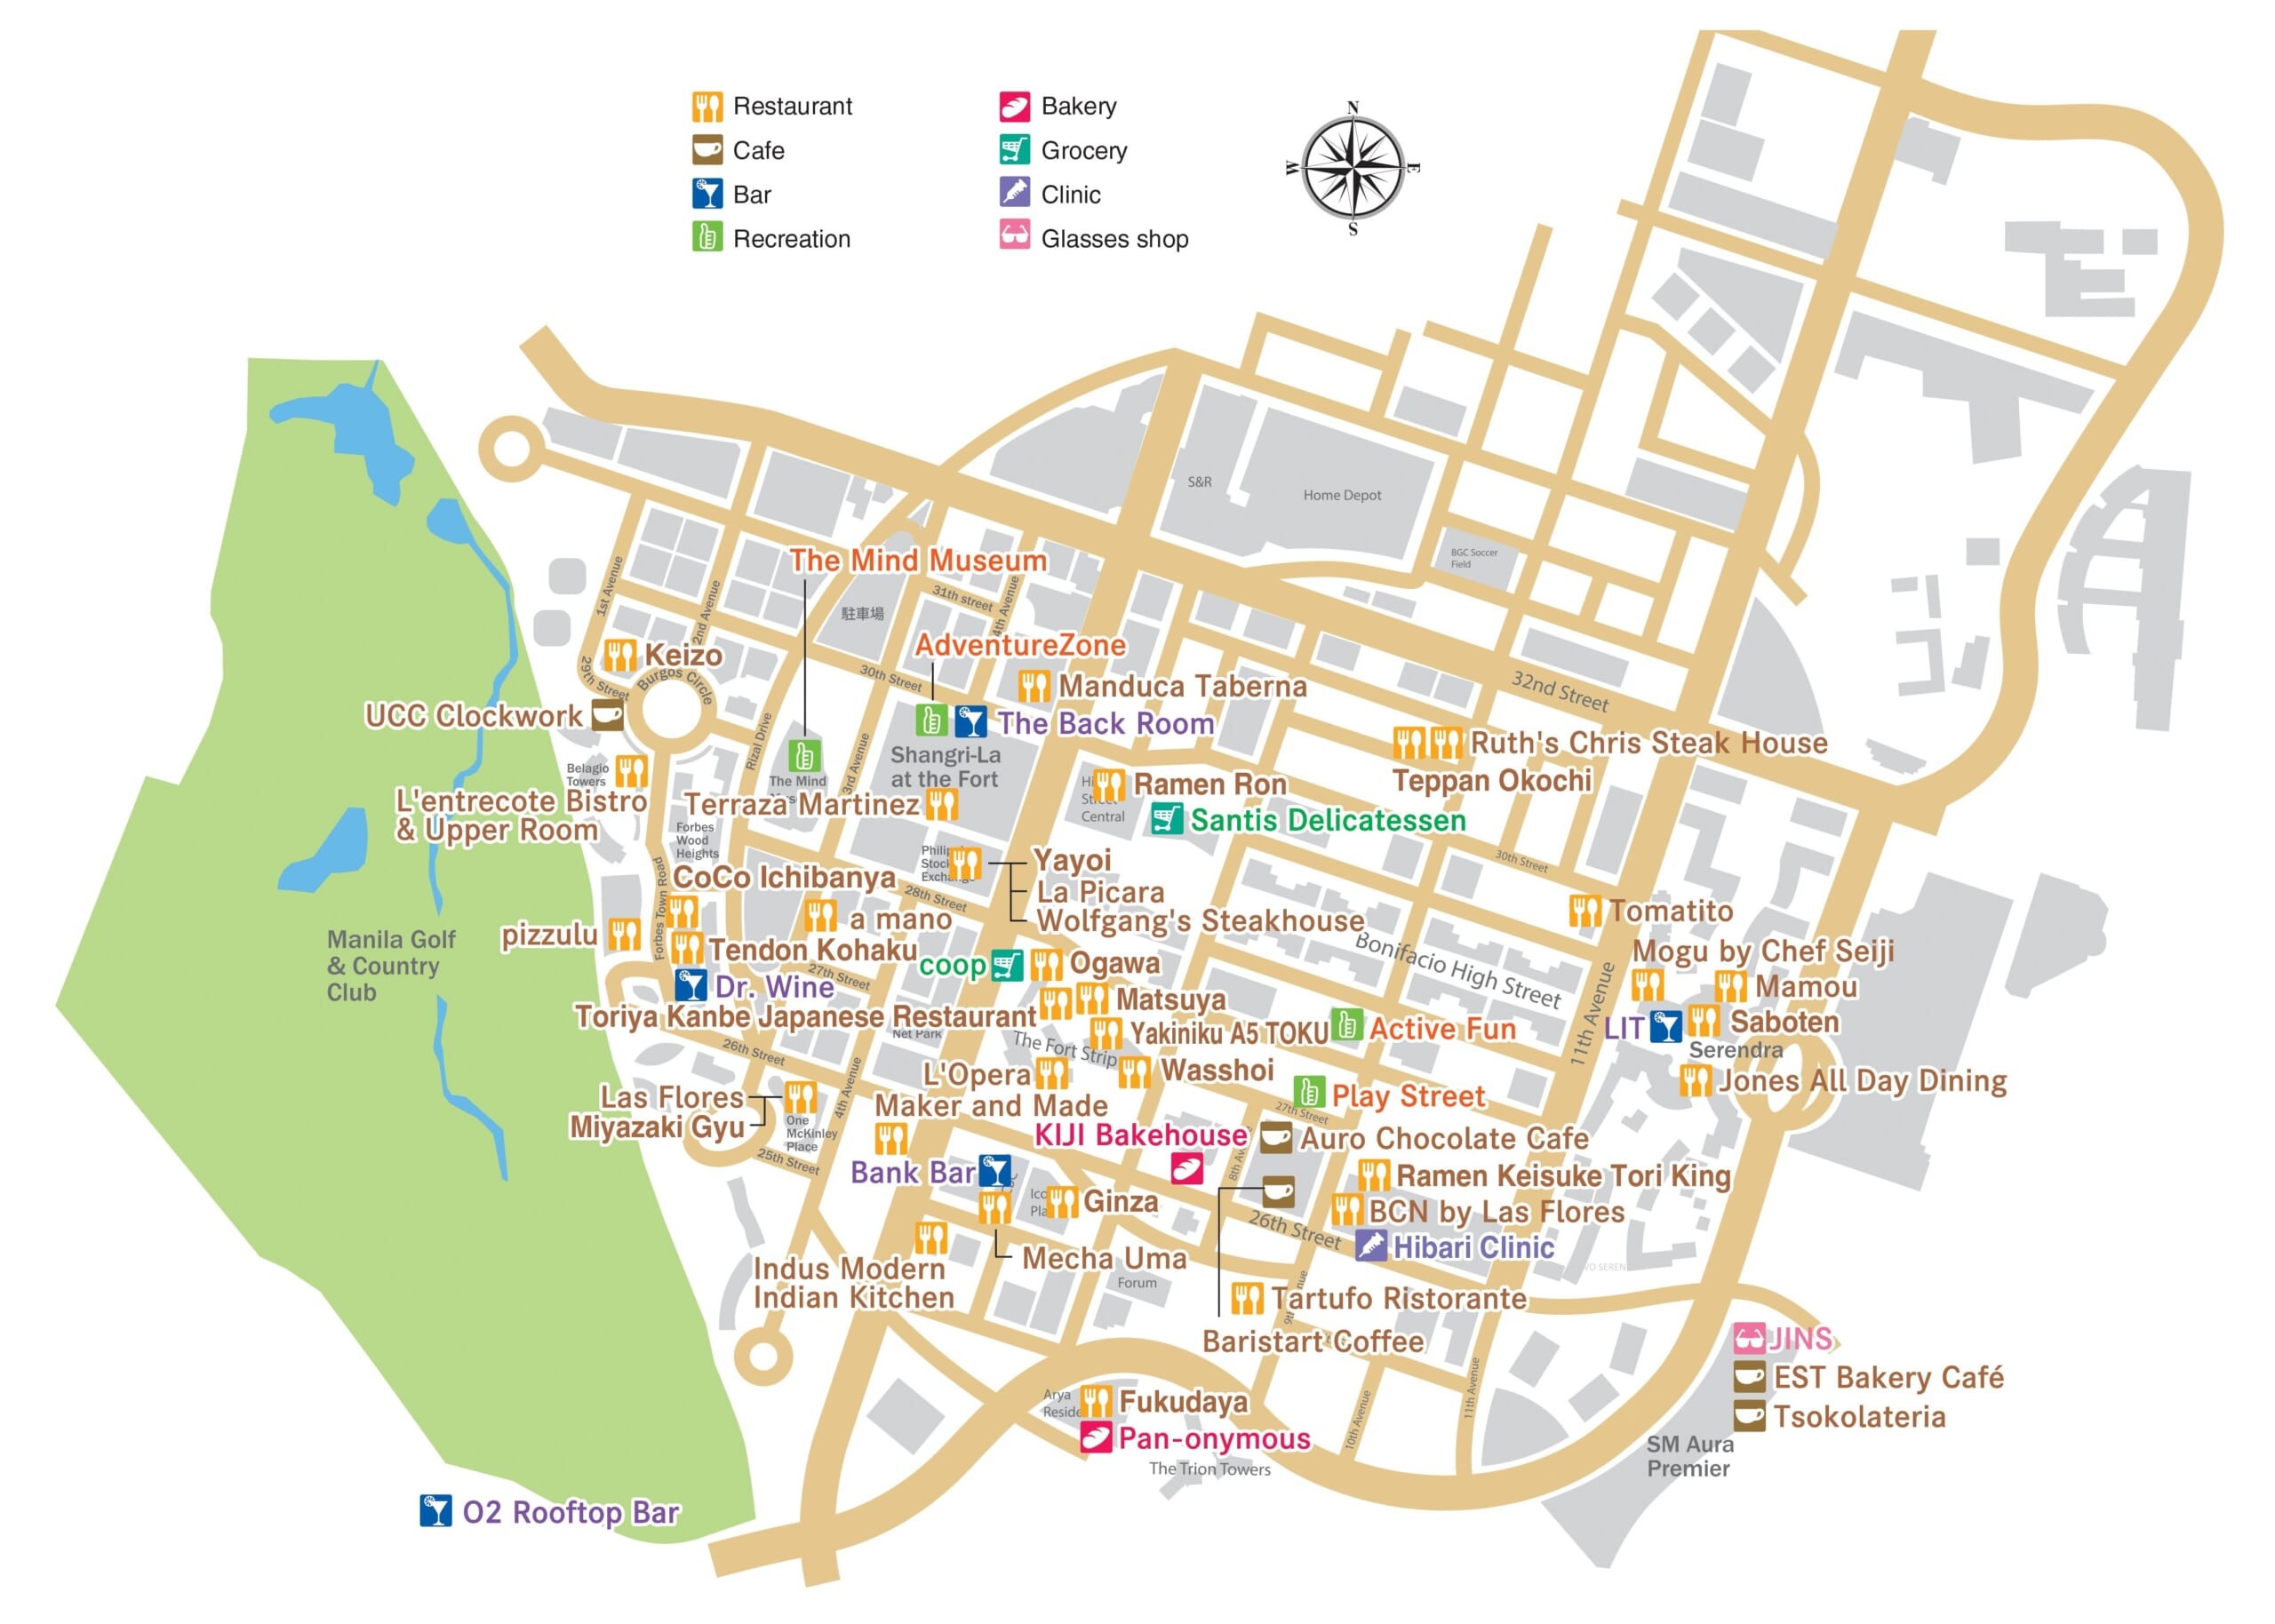 Restaurant
Cafe
Bar
Recreation
Bakery
Grocery
Clinic
Glasses shop
N
W
E
S
S&R
Home Depot
BGC Soccer
Field
The Mind Museum
駐車場
31th street
4th Avenue
1st Avenue
2nd Avenue
AdventureZone
Keizo
29th Street
Burgos Circle
30th Street
Manduca Taberna
32nd Street
UCC Clockwork
The Back Room
Rizal Drive
3rd Avenue
Shangri-La
at the Fort
Ruth's Chris Steak House
Teppan Okochi
Belagio
Towers
The Mind
L'entrecote Bistro
& Upper Room
Terraza Martinez
Ramen Ron
Central
Santis Delicatessen
Forbes
Wood
Heights
30th Street
Yayoi
La Picara
Wolfgang's Steakhouse
CoCo Ichibanya
28th Street
Forbes Town Road
a mano
Tomatito
pizzulu
Tendon Kohaku
Manila Golf
& Country
Club
Bonifacio High Street
Mogu by Chef Seiji
coop
Ogawa
27th Street
Dr. Wine
Mamou
Toriya Kanbe Japanese Restaurant
Matsuya
11th Avenue
Net Park
The Fort Strip
Yakiniku A5 TOKU
Active Fun
LIT
Saboten
Serendra
26th Street
L'Opera
Wasshoi
Jones All Day Dining
Las Flores
Miyazaki Gyu
4th Avenue
One
McKinley
Place
Maker and Made
Play Street
27th Street
KIJI Bakehouse
Auro Chocolate Cafe
25th Street
Bank Bar
Ramen Keisuke Tori King
Ginza
BCN by Las Flores
26th Street
Hibari Clinic
Mecha Uma
Indus Modern
Indian Kitchen
Forum
Tartufo Ristorante
Baristart Coffee
JINS
EST Bakery Café
Tsokolateria
11th Avenue
10th Avenue
Arya
Fukudaya
Pan-onymous
The Trion Towers
SM Aura
Premier
O2 Rooftop Bar